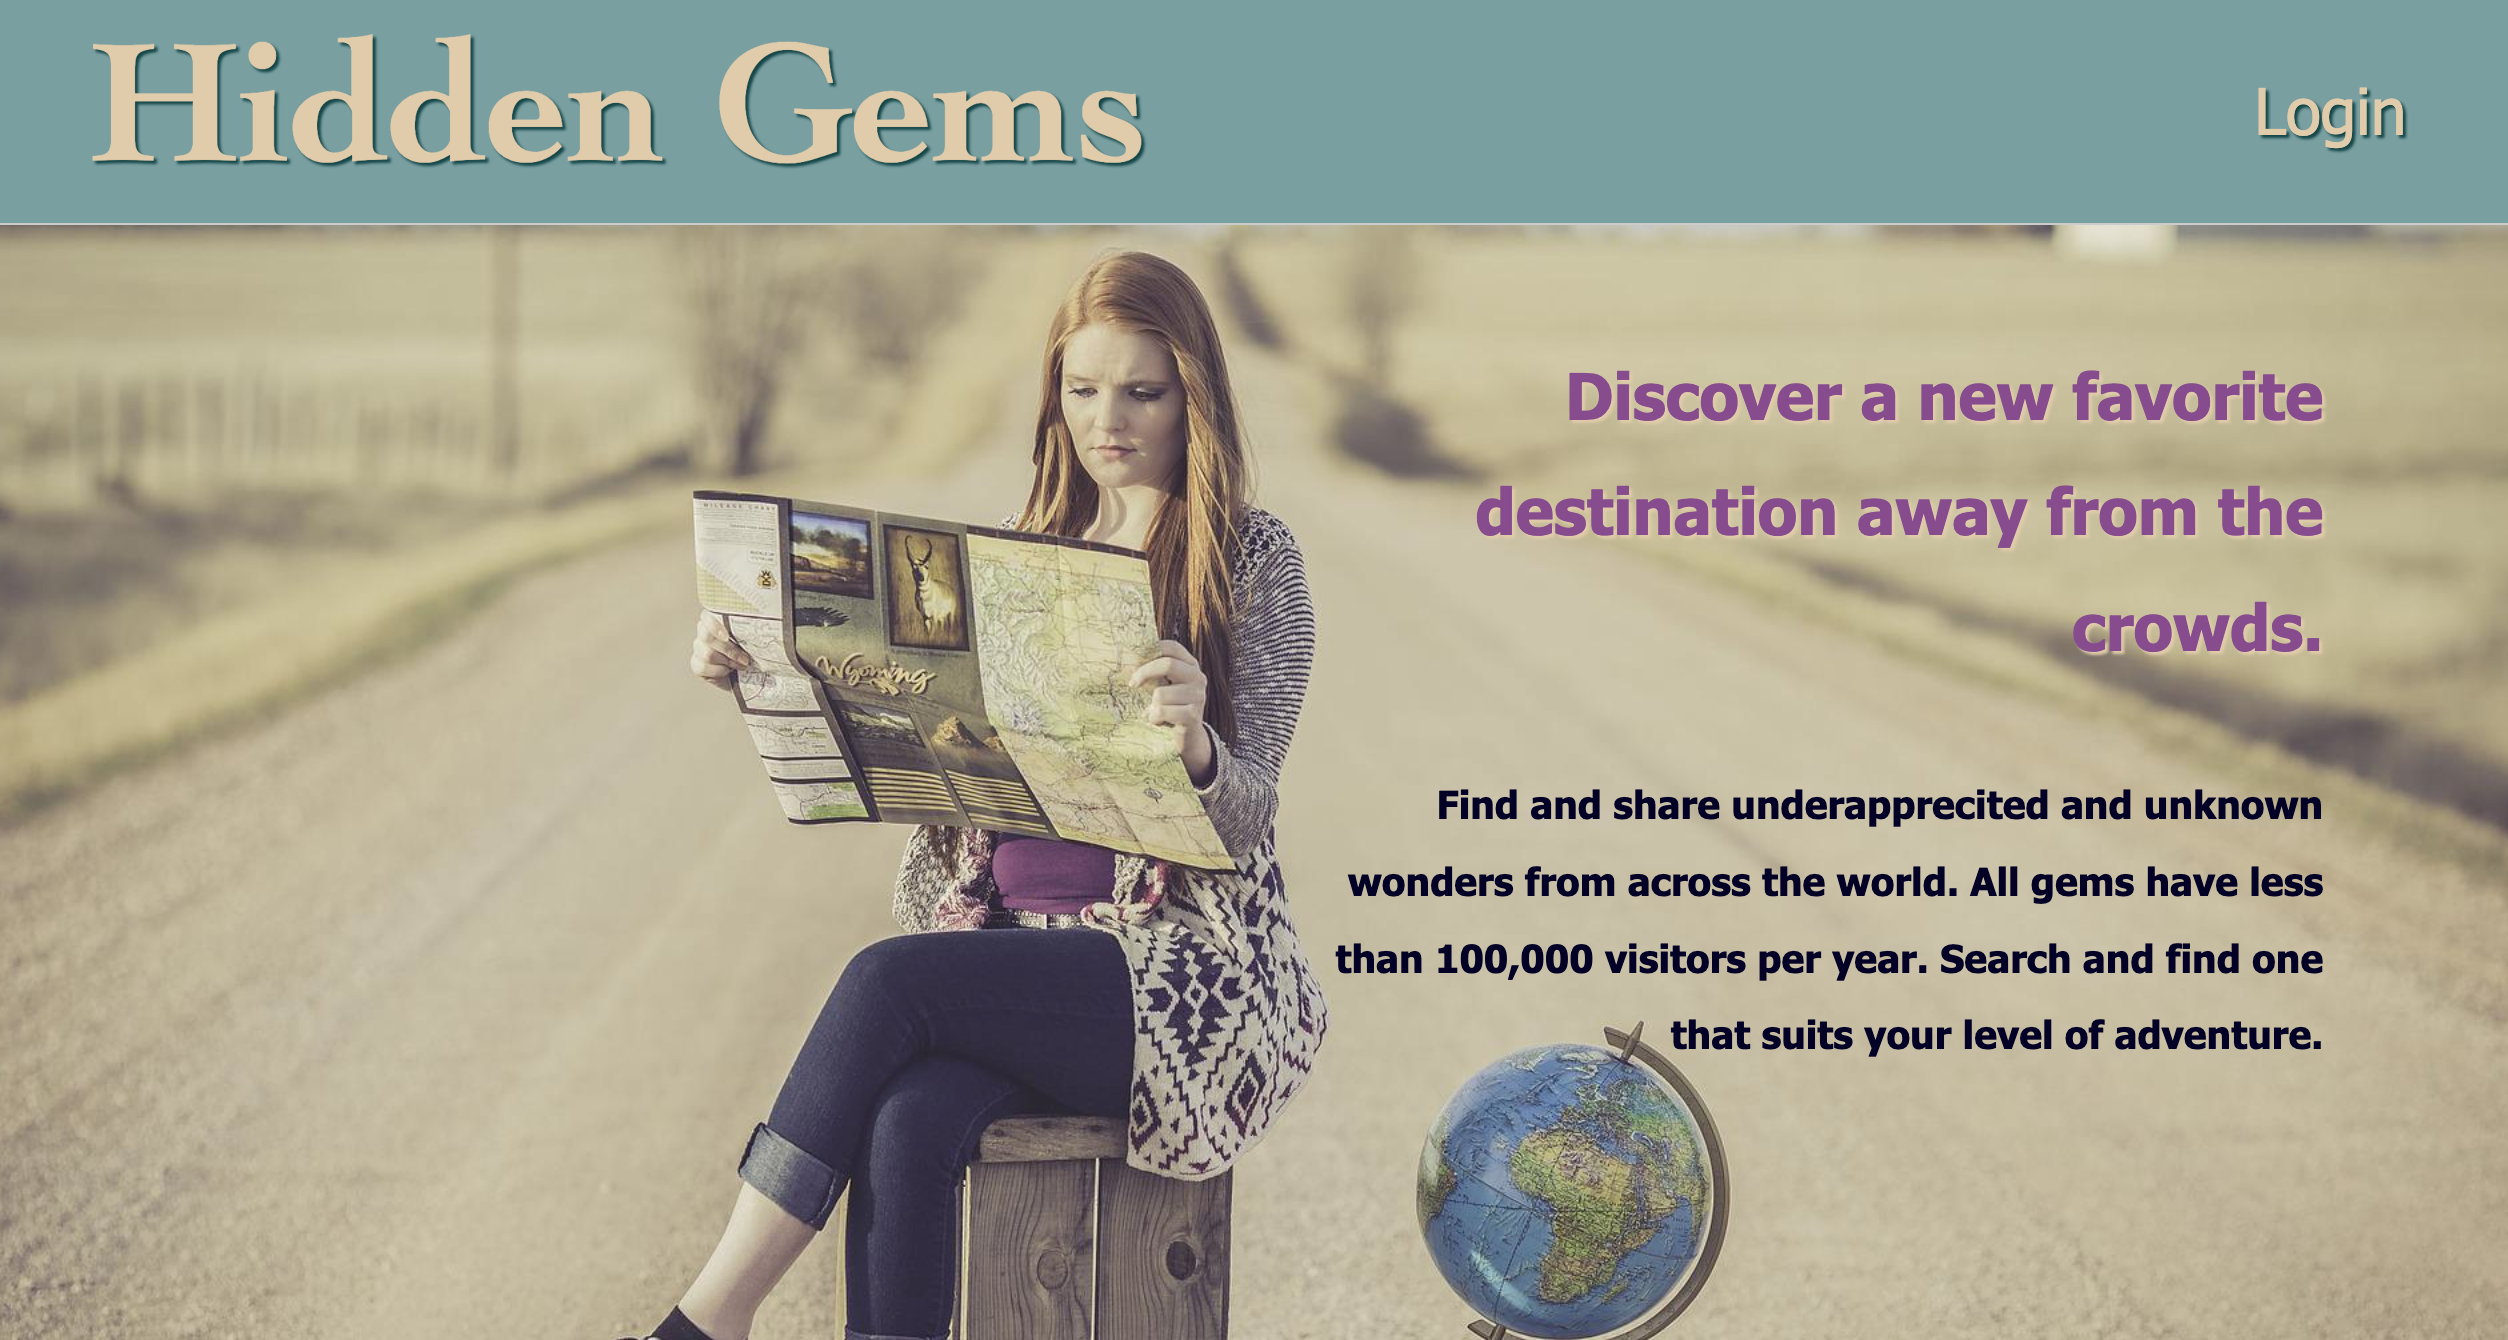 Hidden Gems
Login
Discover a new favorite
destination away from the
crowds.
MILEAGE CHART
Wyoming
Find and share underapprecited and unknown
wonders from across the world. All gems have less
than 100,000 visitors per year. Search and find one
that suits your level of adventure.